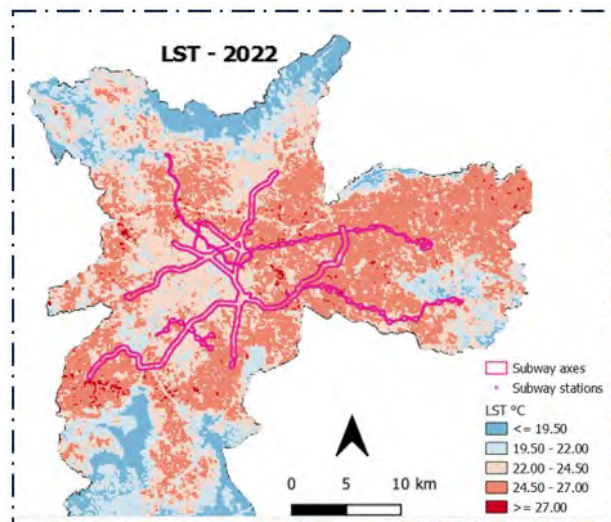 LST - 2022
Subway axes
Subway stations
LST °C
<= 19.50
19.50 - 22.00
22.00 - 24.50
24.50 - 27.00
>= 27.00
0 5 10 km